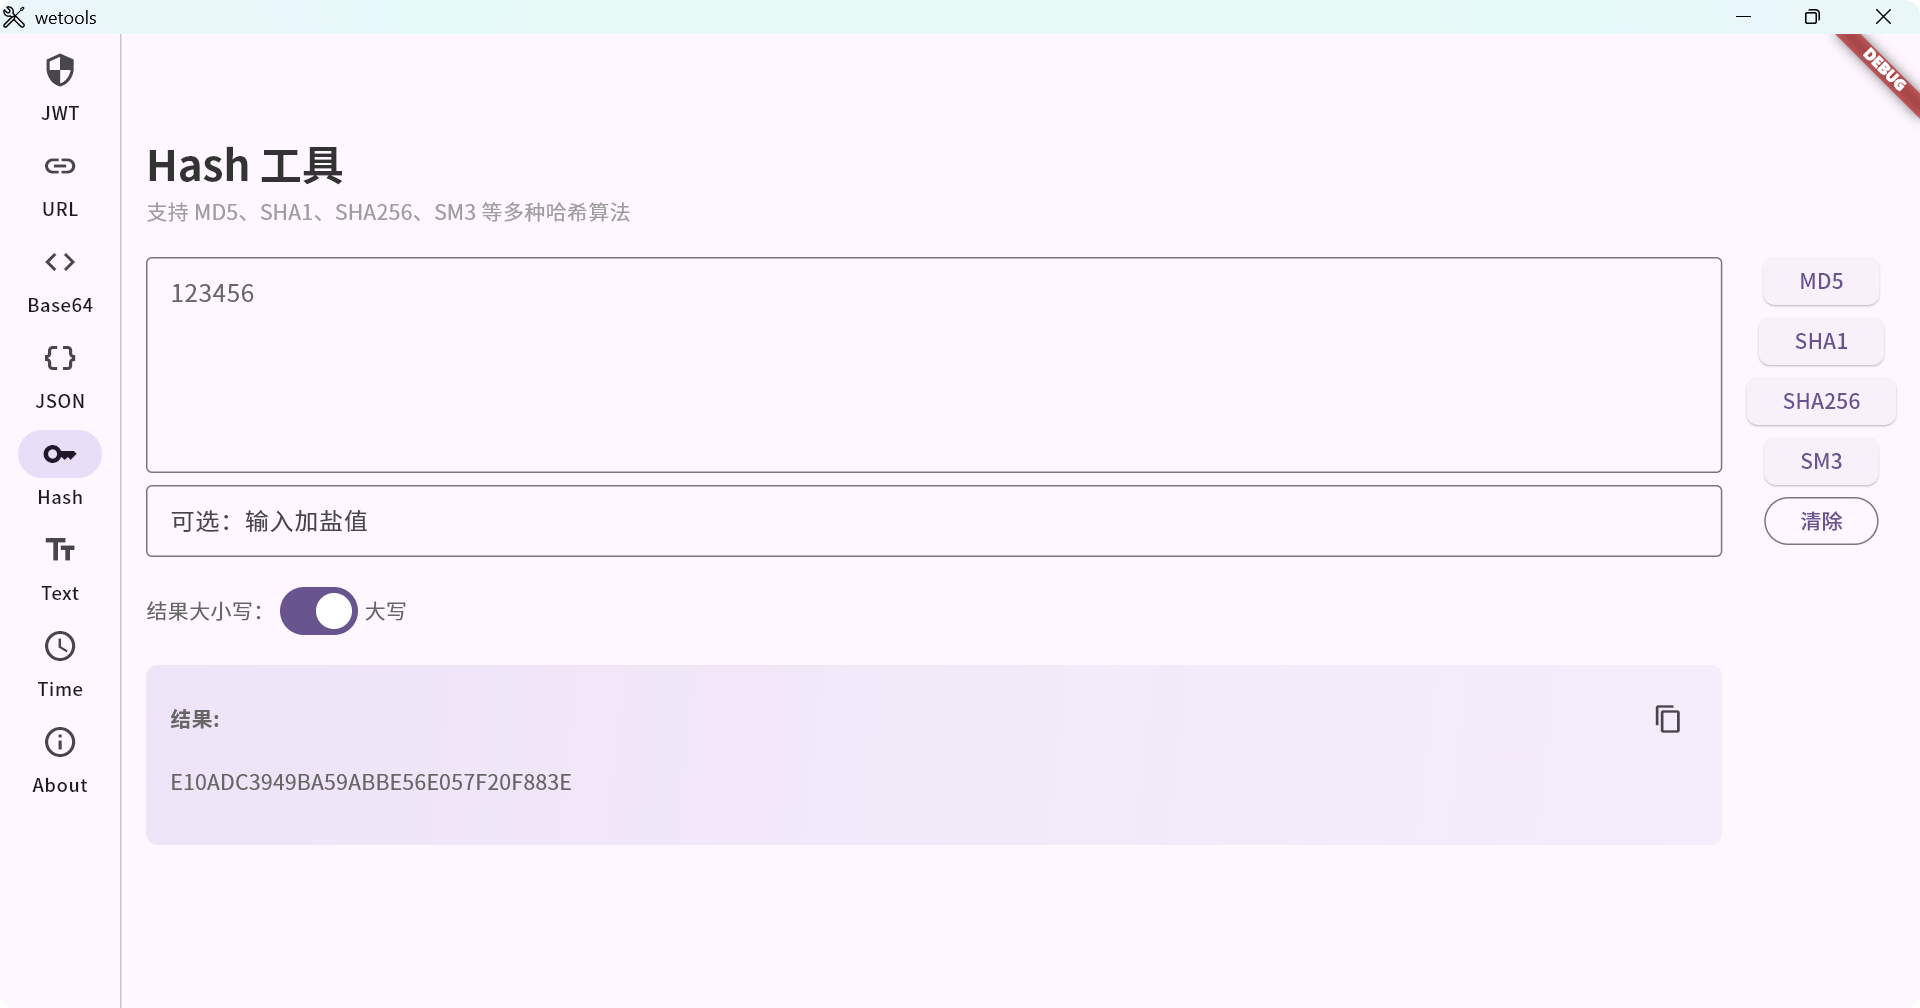 wetools
DEBUG
JWT
URL
Base64
JSON
Hash
Text
Time
About
Hash 工具
支持 MD5、SHA1、SHA256、SM3 等多种哈希算法
123456
可选：输入加盐值
结果大小写：
大写
结果:
E10ADC3949BA59ABBE56E057F20F883E
MD5
SHA1
SHA256
SM3
清除